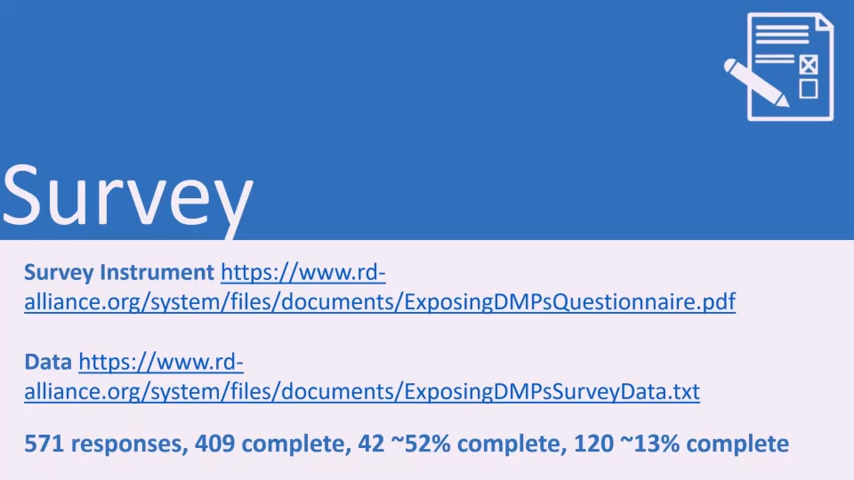 Survey
Survey Instrument https://www.rd-
alliance.org/system/files/documents/ExposingDMPsQuestionnaire.pdf
Data https://www.rd-
alliance.org/system/files/documents/ExposingDMPsSurveyData.txt
571 responses, 409 complete, 42 ~52% complete, 120 ~13% complete